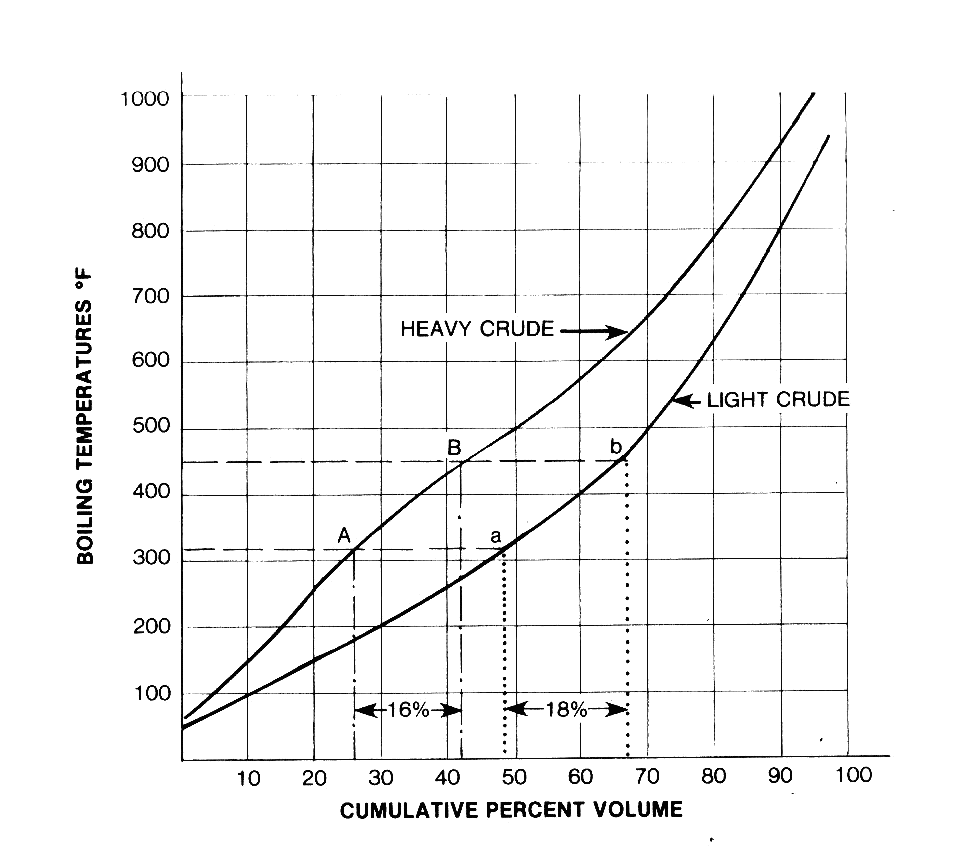 1000
900
800
700
HEAVY CRUDE
600
LIGHT CRUDE
500
B
b
400
A
a
300
200
100
16%
18%
10 20 30 40 50 60 70 80 90 100
CUMULATIVE PERCENT VOLUME
BOILING TEMPERATURES °F